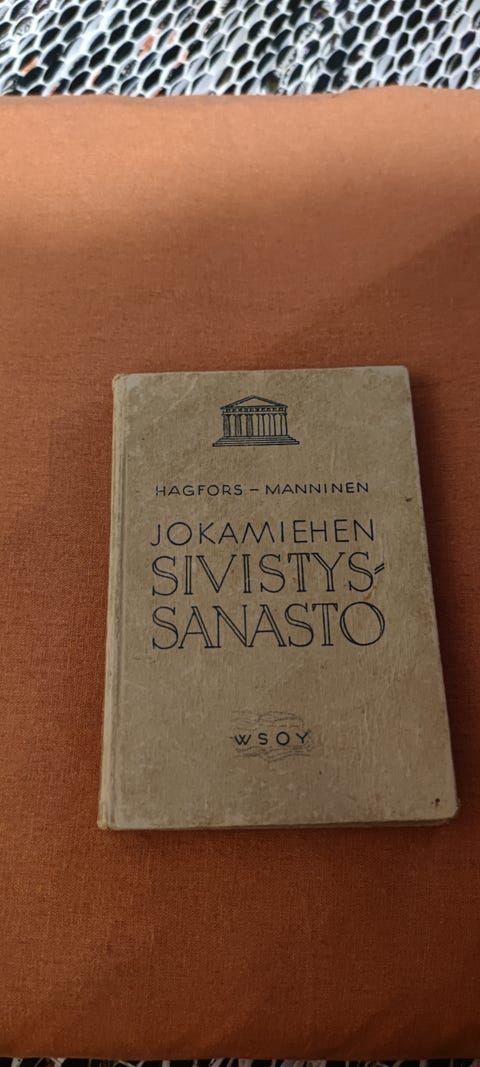 HAGFORS – MANNINEN
JOKAMIEHEN
SIVISTYS-
SANASTO
WSOY